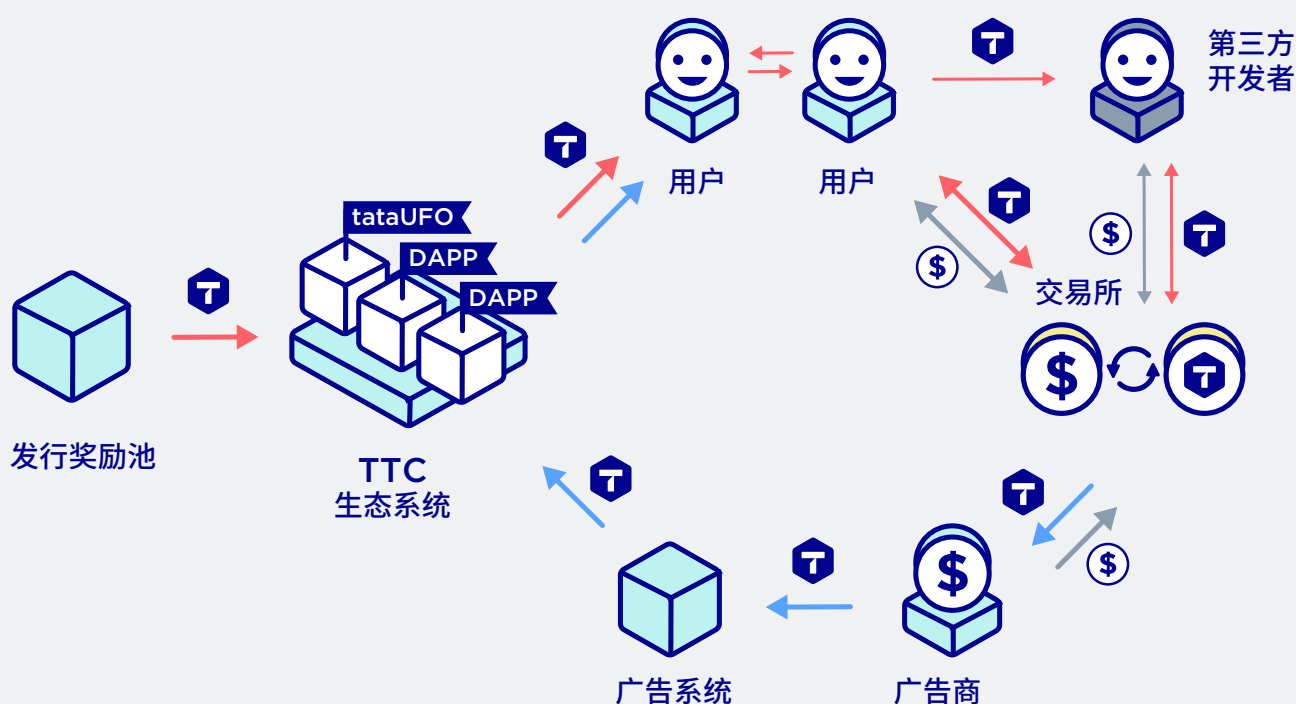 第三方
开发者
用户
用户
tataUFO
DAPP
DAPP
$
交易所
$
$
发行奖励池
TTC
生态系统
$
$
广告系统
广告商